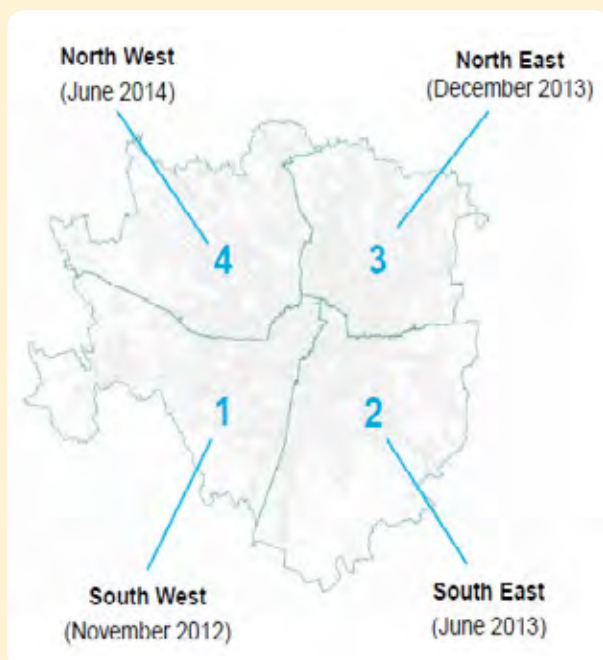 North West
(June 2014)
North East
(December 2013)
4
3
1
2
South West
(November 2012)
South East
(June 2013)